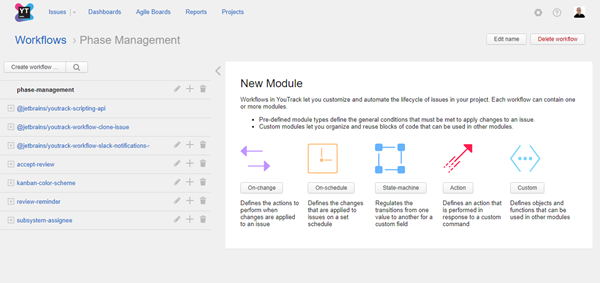 YT
Issues
Dashboards
Agile Boards
Reports
Projects
Workflows › Phase Management
Edit name
Delete workflow
Create workflow ...
phase-management
@jetbrains/youtrack-scripting-api
@jetbrains/youtrack-workflow-clone-issue
@jetbrains/youtrack-workflow-slack-notifications-
accept-review
kanban-color-scheme
review-reminder
subsystem-assignee
New Module
Workflows in YouTrack let you customize and automate the lifecycle of issues in your project. Each workflow can contain one
or more modules.
• Pre-defined module types define the general conditions that must be met to apply changes to an issue.
• Custom modules let you organize and reuse blocks of code that can be used in other modules.
On-change
On-schedule
State-machine
Action
Custom
Defines the actions to
perform when
changes are applied
to an issue
Defines the changes
that are applied to
issues on a set
schedule
Regulates the
transitions from one
value to another for a
custom field
Defines an action that
is performed in
response to a custom
command
Defines objects and
functions that can be
used in other modules